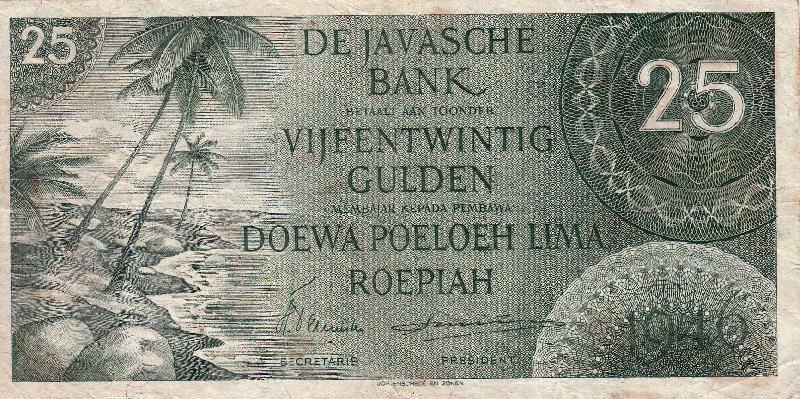 25
DE JAVASCHE
BANK
BETAALT AAN TOONDER
25
VIJFENTWINTIG
GULDEN
MEMBAJAR KEPADA PEMBAWA
DOEWA POELOEH LIMA
ROEPIAH
1946
SECRETARIS PRESIDENT
JOH. ENSCHEDÉ EN ZONEN